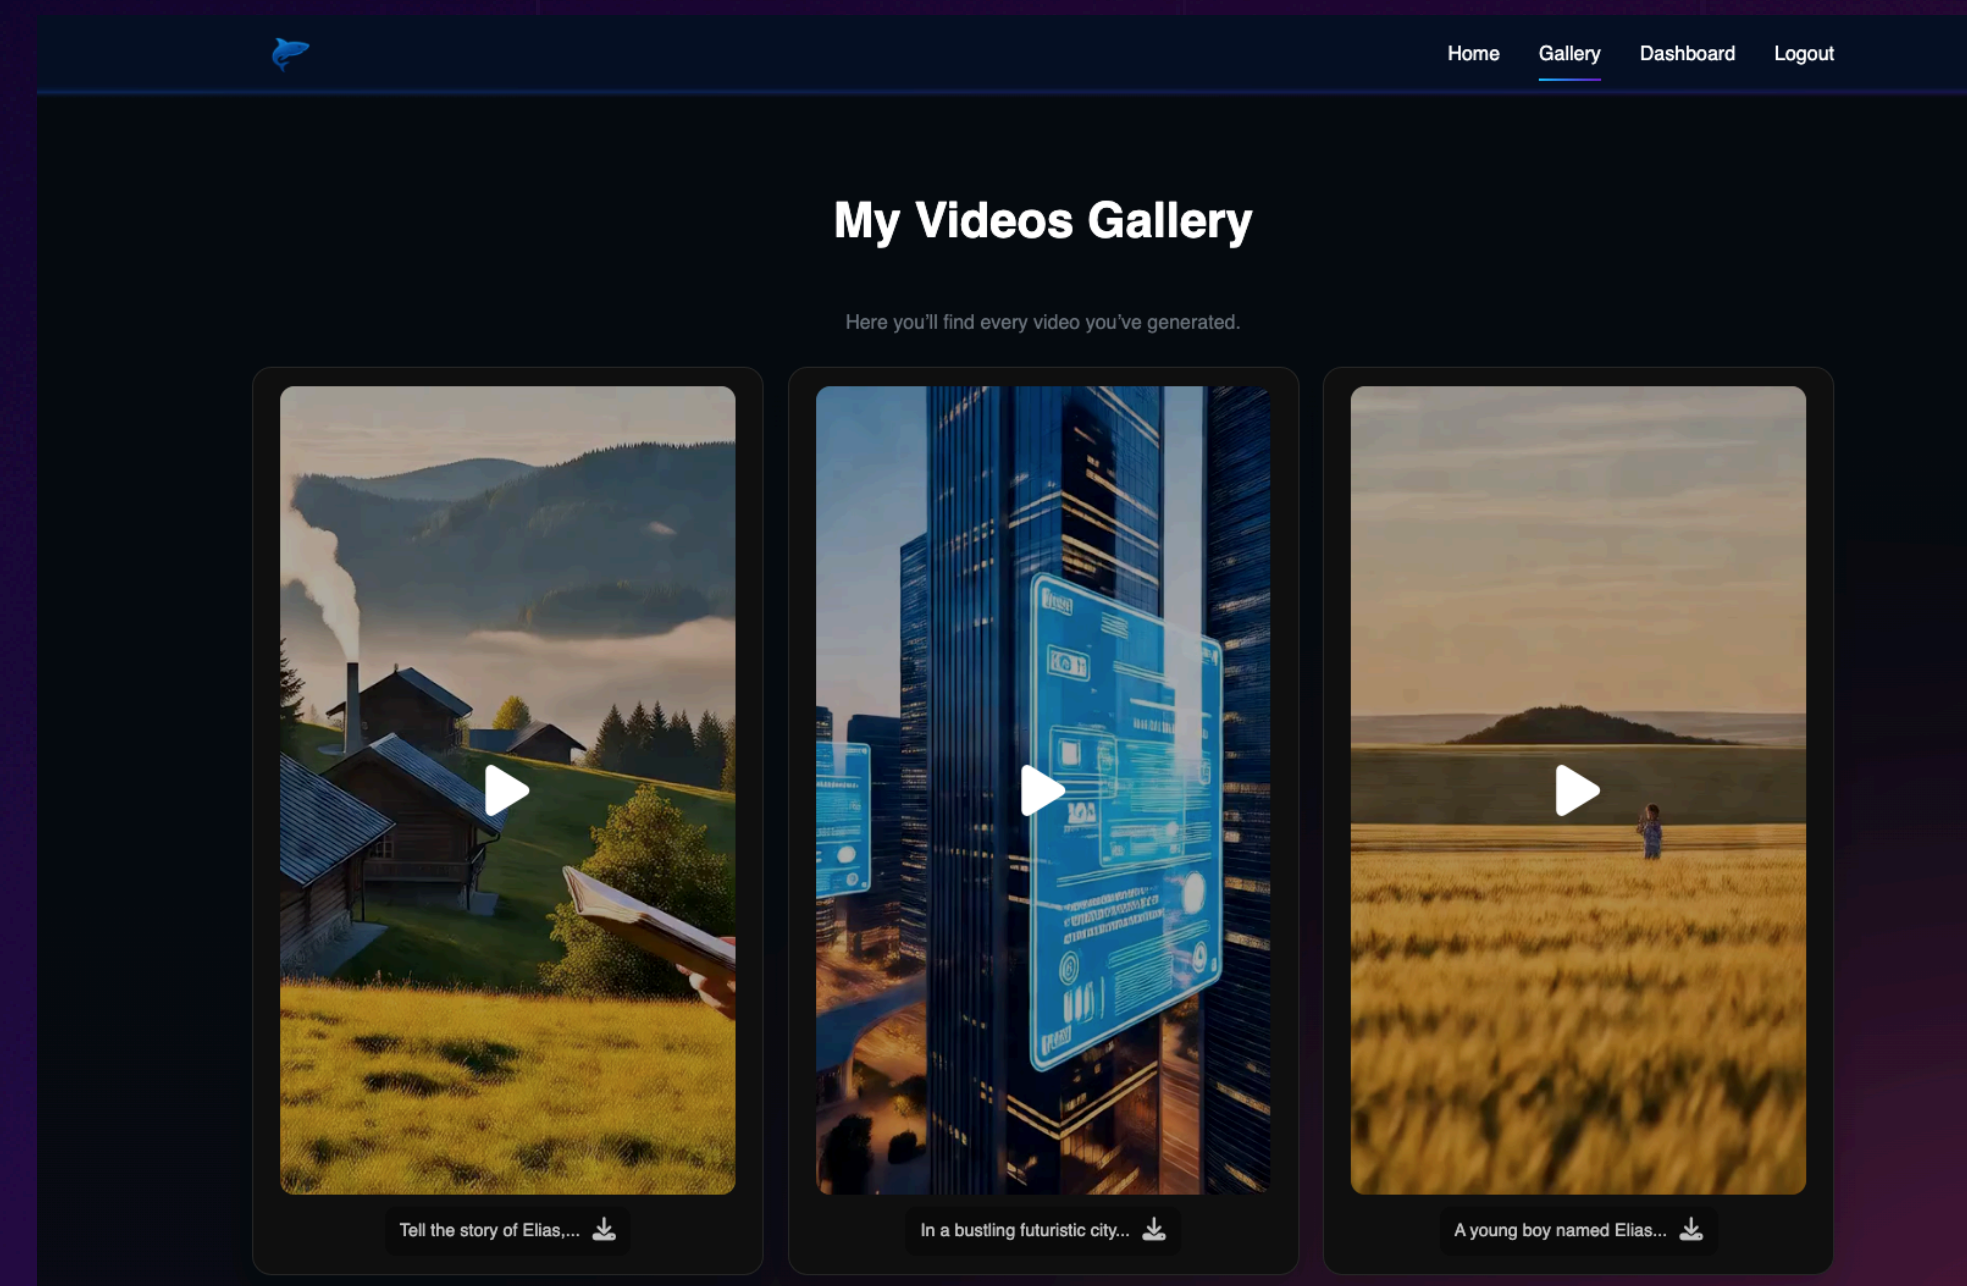 Home Gallery Dashboard Logout
My Videos Gallery
Here you'll find every video you've generated.
Tell the story of Elias,...
In a bustling futuristic city...
A young boy named Elias...